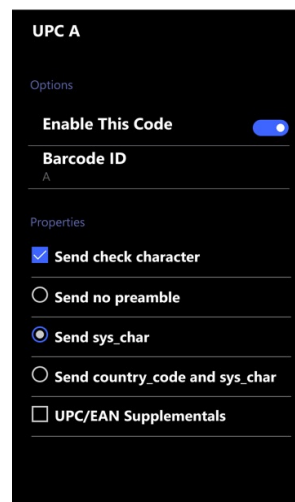 UPC A
Options
Enable This Code
Barcode ID
A
Properties
Send check character
Send no preamble
Send sys_char
Send country_code and sys_char
UPC/EAN Supplementals